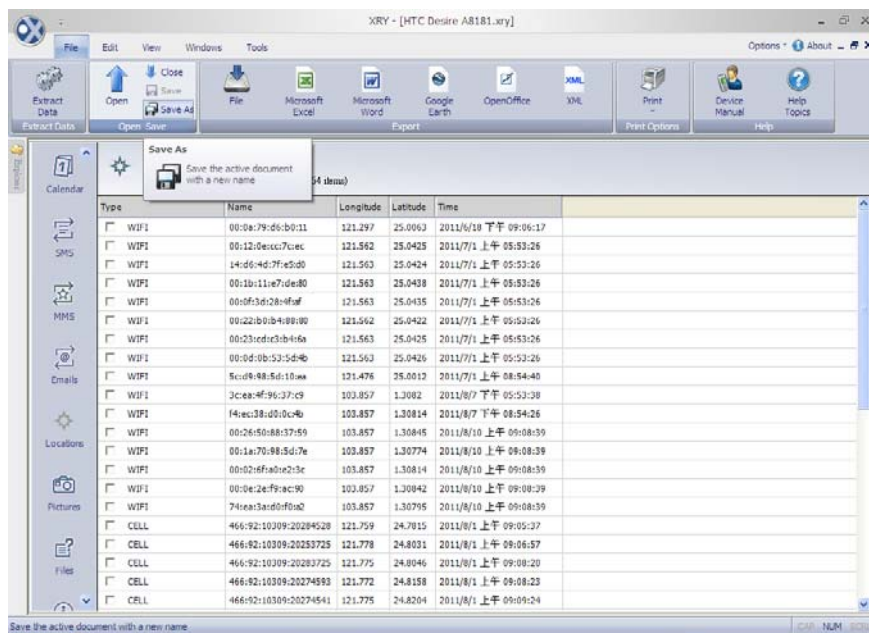 XRY - [HTC Desire A8181.xry]
File Edit View Windows Tools Options About
Extract Data
Open
Close
Save
Save As
File
Microsoft Excel
Microsoft Word
Google Earth
OpenOffice
XML
Print
Device Manual
Help Topics
Extract Data Open Save Export Print Options Help
Save As
Save the active document with a new name
64 items)
Calendar
SMS
MMS
Emails
Locations
Pictures
Files
Type Name Longitude Latitude Time
WIFI 00:0a:79:d6:b0:11 121.297 25.0063 2011/6/18 下午 09:06:17
WIFI 00:12:0e:cc:7c:ec 121.562 25.0425 2011/7/1 上午 05:53:26
WIFI 14:d6:4d:7f:e5:d0 121.563 25.0424 2011/7/1 上午 05:53:26
WIFI 00:1b:11:e7:de:80 121.563 25.0438 2011/7/1 上午 05:53:26
WIFI 00:0f:3d:28:4f:af 121.563 25.0435 2011/7/1 上午 05:53:26
WIFI 00:22:b0:b4:88:80 121.562 25.0422 2011/7/1 上午 05:53:26
WIFI 00:23:cd:c3:b4:6a 121.563 25.0425 2011/7/1 上午 05:53:26
WIFI 00:0d:0b:53:5d:4b 121.563 25.0426 2011/7/1 上午 05:53:26
WIFI 5c:d9:98:5d:10:ea 121.476 25.0012 2011/7/1 上午 08:54:40
WIFI 3c:ea:4f:96:37:c9 103.857 1.3082 2011/8/7 下午 05:53:38
WIFI f4:ec:38:d0:0c:4b 103.857 1.30814 2011/8/7 下午 08:54:26
WIFI 00:26:50:88:37:59 103.857 1.30845 2011/8/10 上午 09:08:39
WIFI 00:1a:70:98:5d:7e 103.857 1.30774 2011/8/10 上午 09:08:39
WIFI 00:02:6f:a0:e2:3c 103.857 1.30814 2011/8/10 上午 09:08:39
WIFI 00:0e:2e:f9:ac:90 103.857 1.30842 2011/8/10 上午 09:08:39
WIFI 74:ea:3a:d0:f0:a2 103.857 1.30795 2011/8/10 上午 09:08:39
CELL 466:92:10309:20284528 121.759 24.7815 2011/8/1 上午 09:05:37
CELL 466:92:10309:20253725 121.778 24.8031 2011/8/1 上午 09:06:57
CELL 466:92:10309:20283725 121.775 24.8046 2011/8/1 上午 09:08:20
CELL 466:92:10309:20274593 121.772 24.8158 2011/8/1 上午 09:08:23
CELL 466:92:10309:20274541 121.775 24.8204 2011/8/1 上午 09:09:24
Save the active document with a new name
CAP NUM